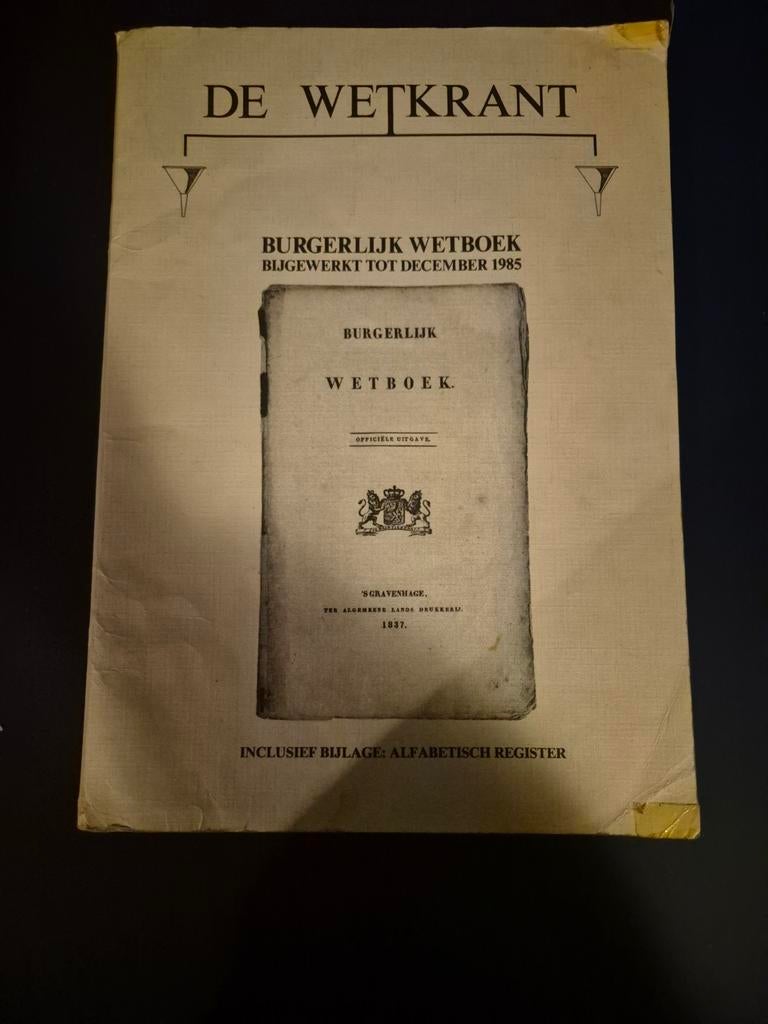 DE WETKRANT
BURGERLIJK WETBOEK
BIJGEWERKT TOT DECEMBER 1985
BURGERLIJK
WETBOEK.
OFFICIËLE UITGAVE.
'S GRAVENHAGE,
TER ALGEMEENE LANDS DRUKKERIJ.
1837.
INCLUSIEF BIJLAGE: ALFABETISCH REGISTER